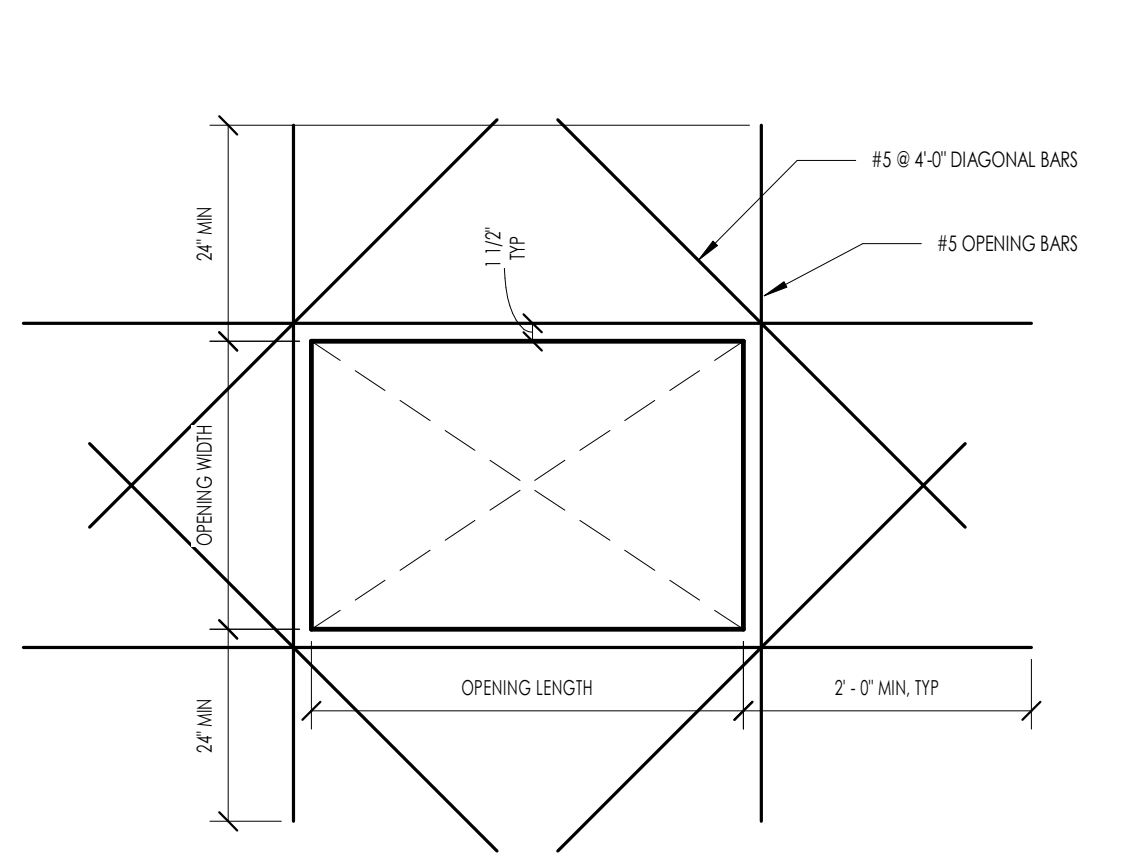 #5 @ 4'-0" DIAGONAL BARS
24" MIN
1 1/2"
TYP
#5 OPENING BARS
OPENING WIDTH
OPENING LENGTH
2' - 0" MIN, TYP
24" MIN